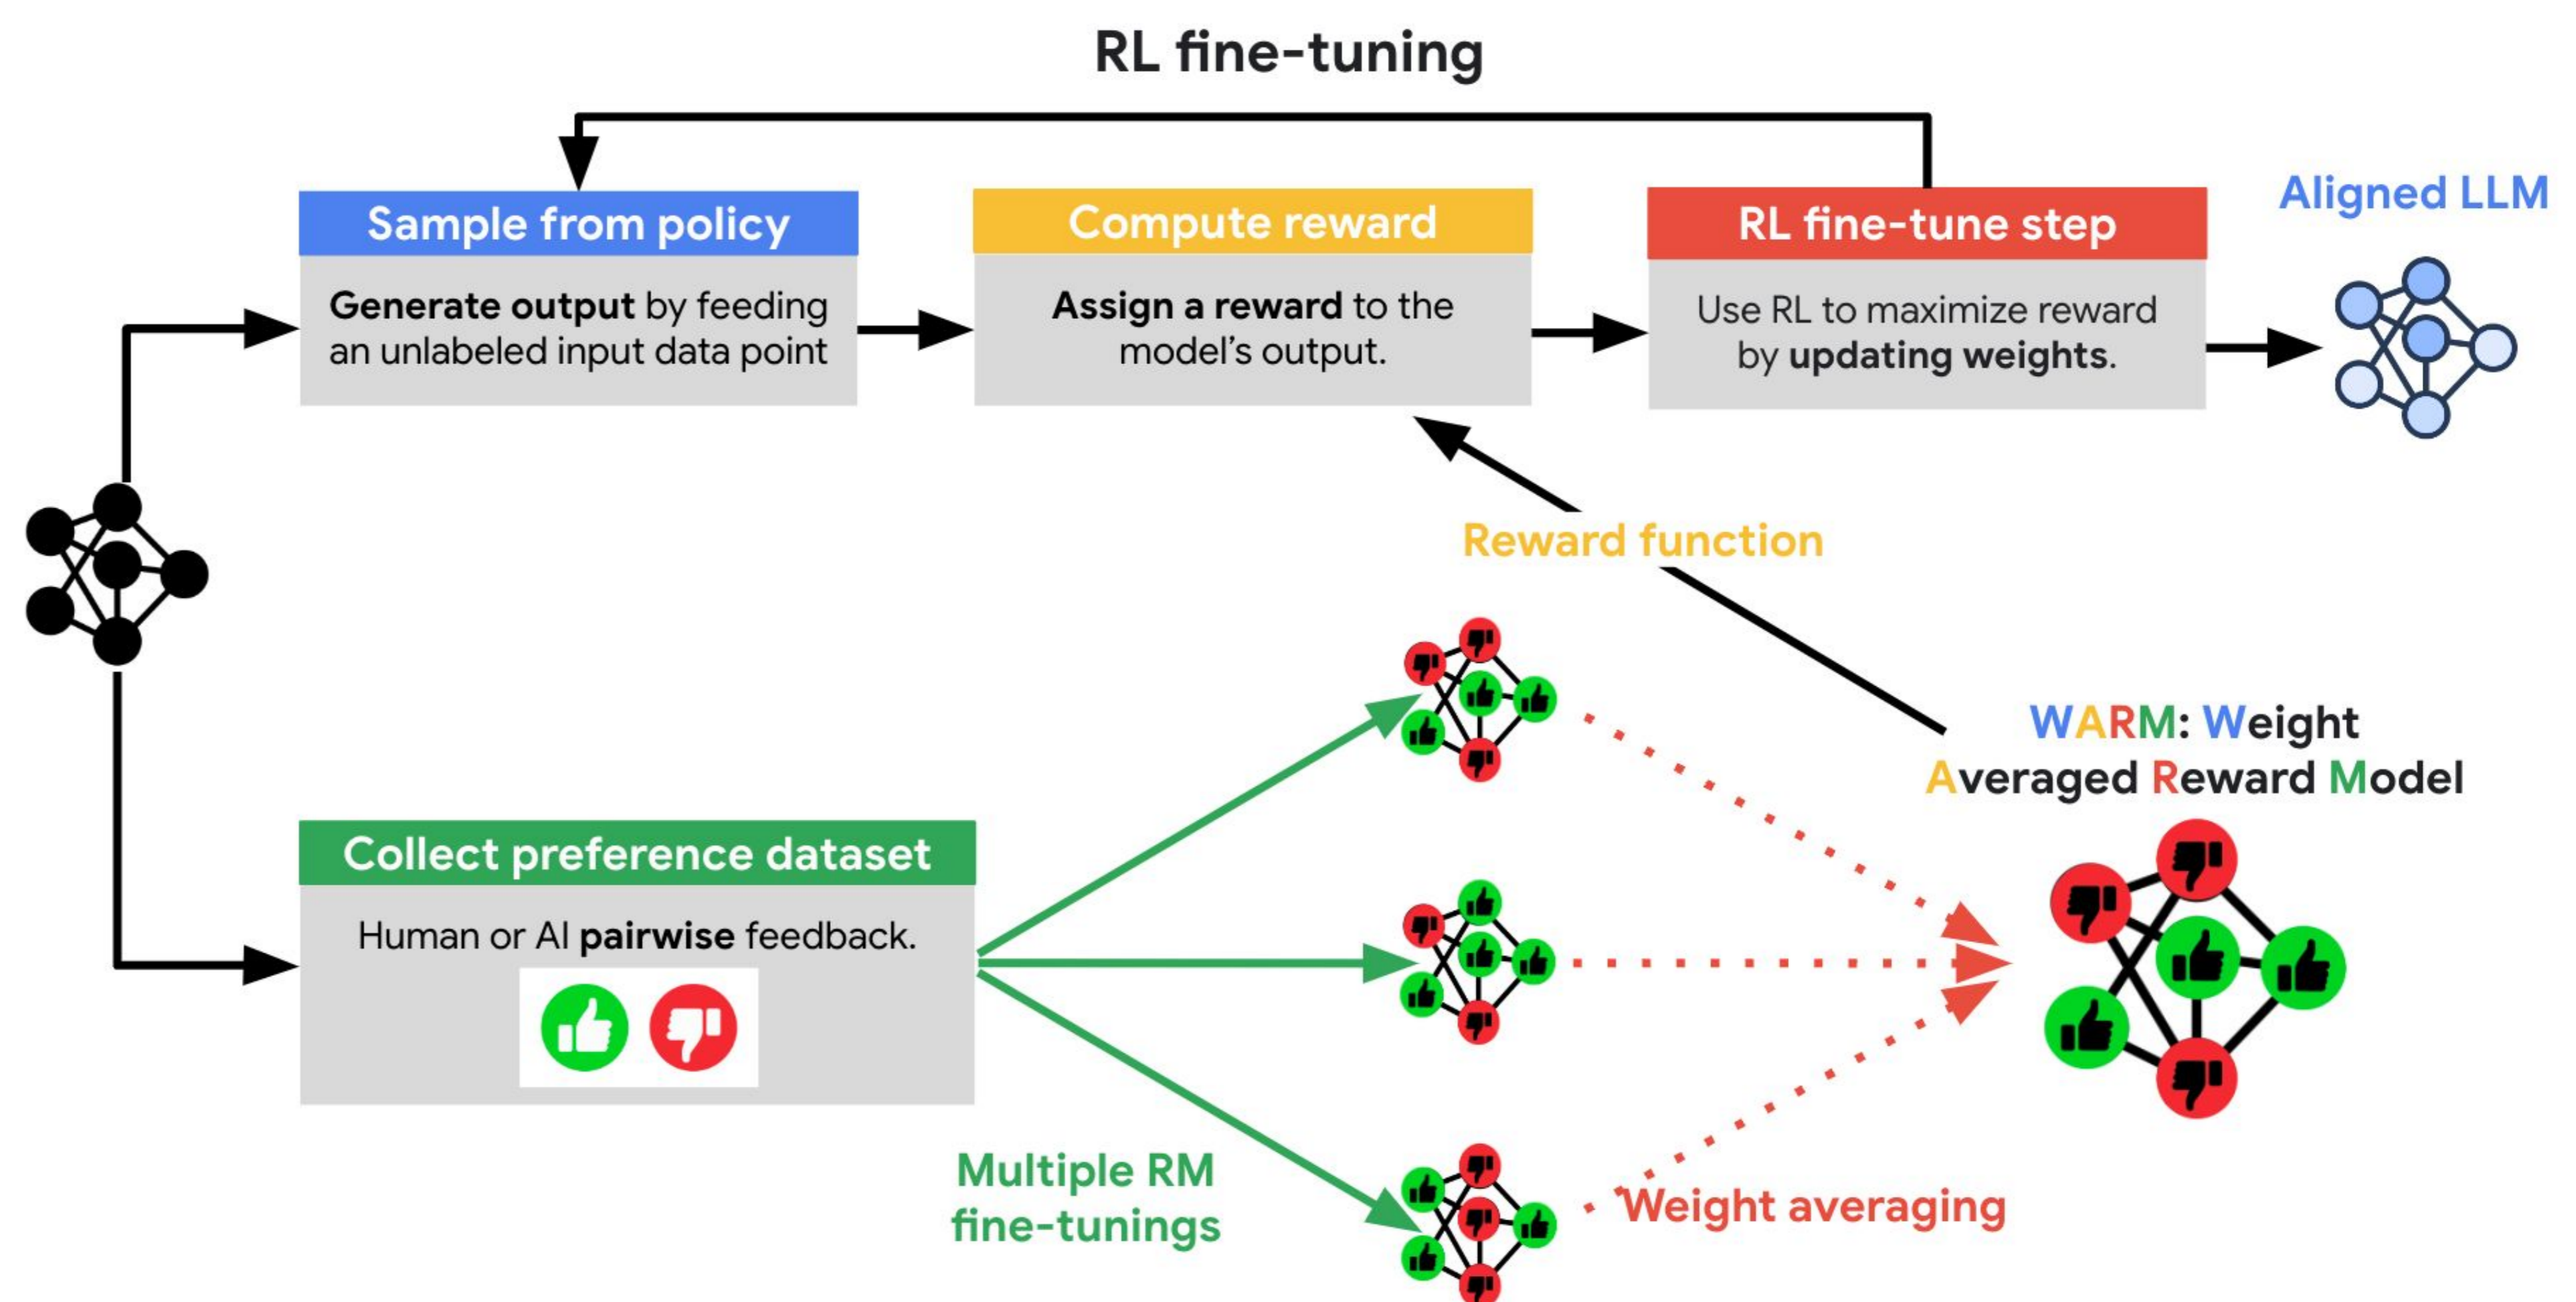 RL fine-tuning
Sample from policy
Generate output by feeding
an unlabeled input data point
Compute reward
Assign a reward to the
model's output.
RL fine-tune step
Use RL to maximize reward
by updating weights.
Aligned LLM
Reward function
WARM: Weight
Averaged Reward Model
Collect preference dataset
Human or AI pairwise feedback.
Multiple RM
fine-tunings
Weight averaging